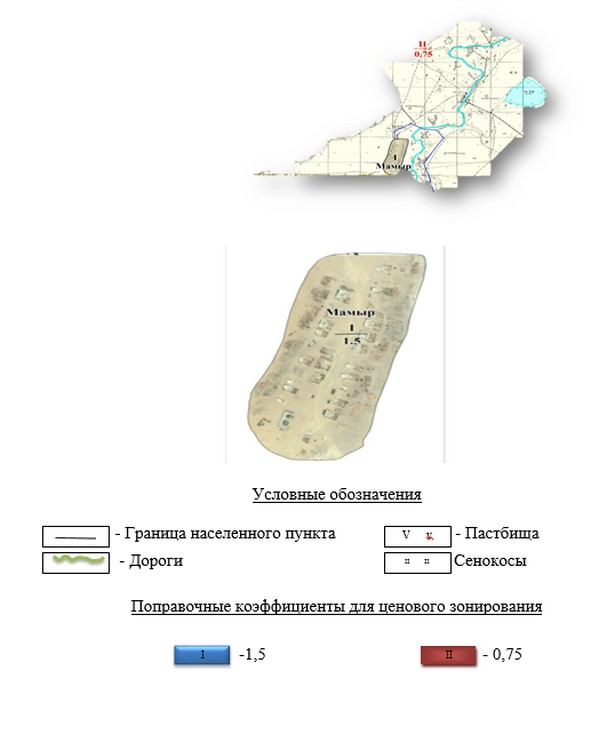 II
0.75
I
Мамыр
Мамыр
I
1.5
Условные обозначения
- Граница населенного пункта
V v - Пастбища
- Дороги
" " Сенокосы
Поправочные коэффициенты для ценового зонирования
I -1,5
II - 0,75